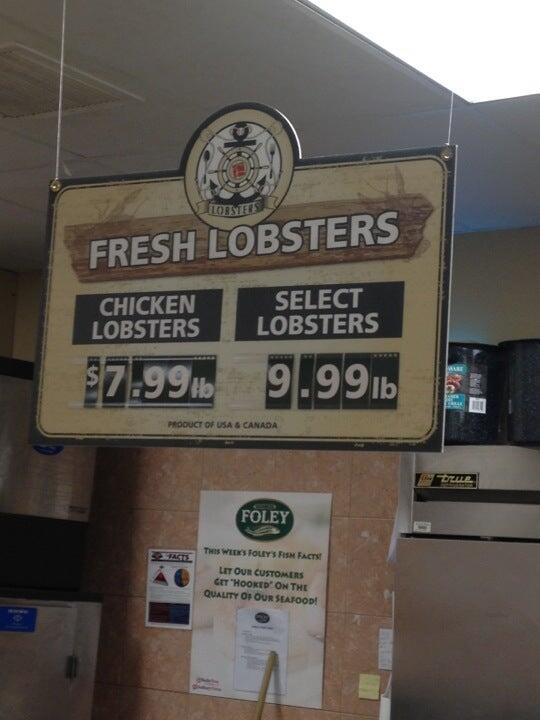 LOBSTERS
FRESH LOBSTERS
CHICKEN
LOBSTERS
SELECT
LOBSTERS
$7.99lb
9.99lb
PRODUCT OF USA & CANADA
true
FOLEY
THIS WEEK'S FOLEY'S FISH FACTS!
LET OUR CUSTOMERS
GET "HOOKED" ON THE
QUALITY OF OUR SEAFOOD!
FACTS